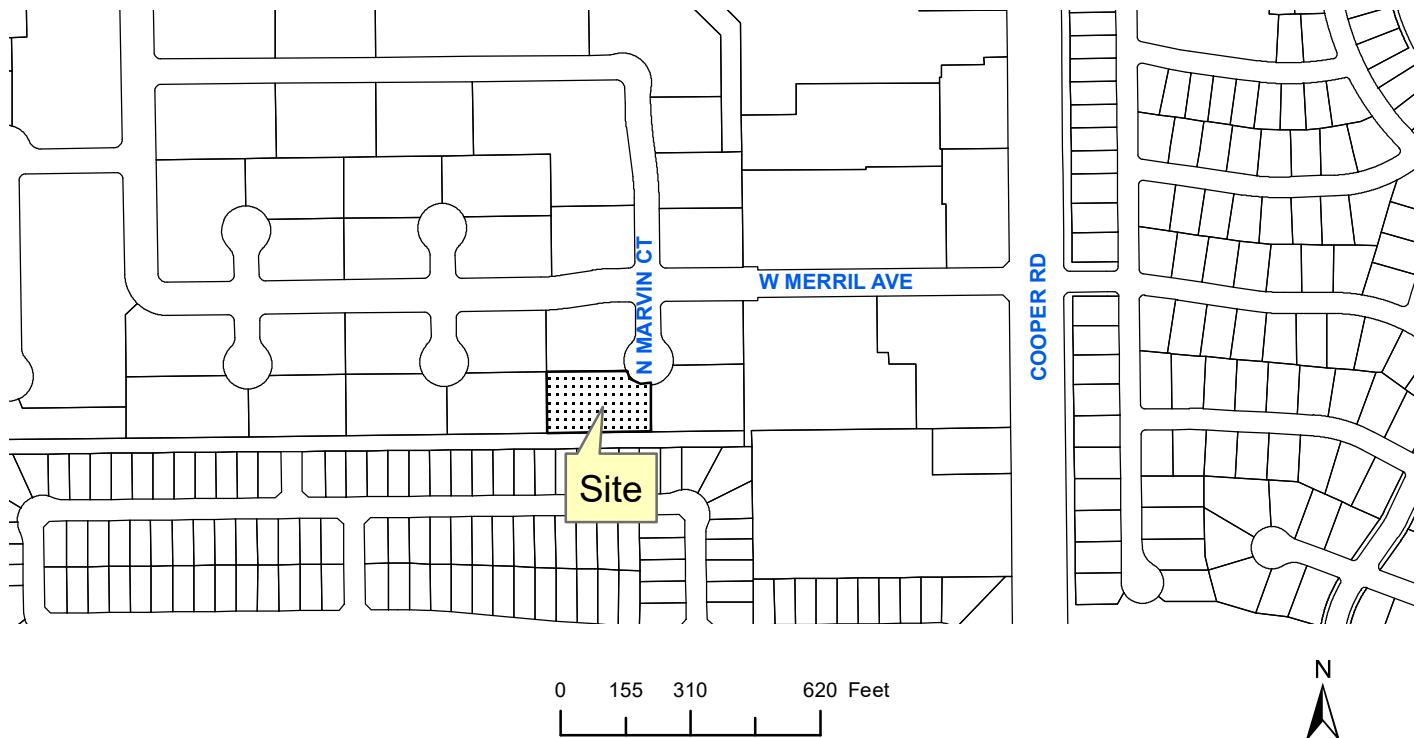 N MARVIN CT
W MERRIL AVE
COOPER RD
Site
0 155 310 620 Feet
N